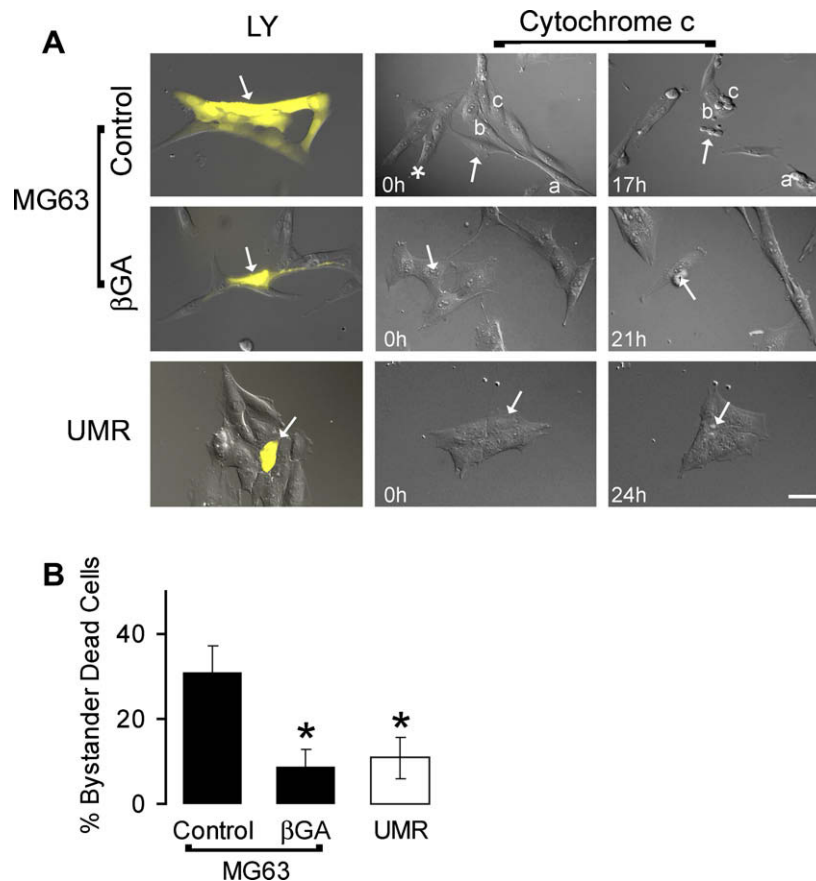 A
LY
Cytochrome c
MG63
Control
c
b
*
a
0h
c
b
a
17h
βGA
0h
21h
UMR
0h
24h
B
% Bystander Dead Cells
40
20
0
*
*
Control βGA UMR
MG63